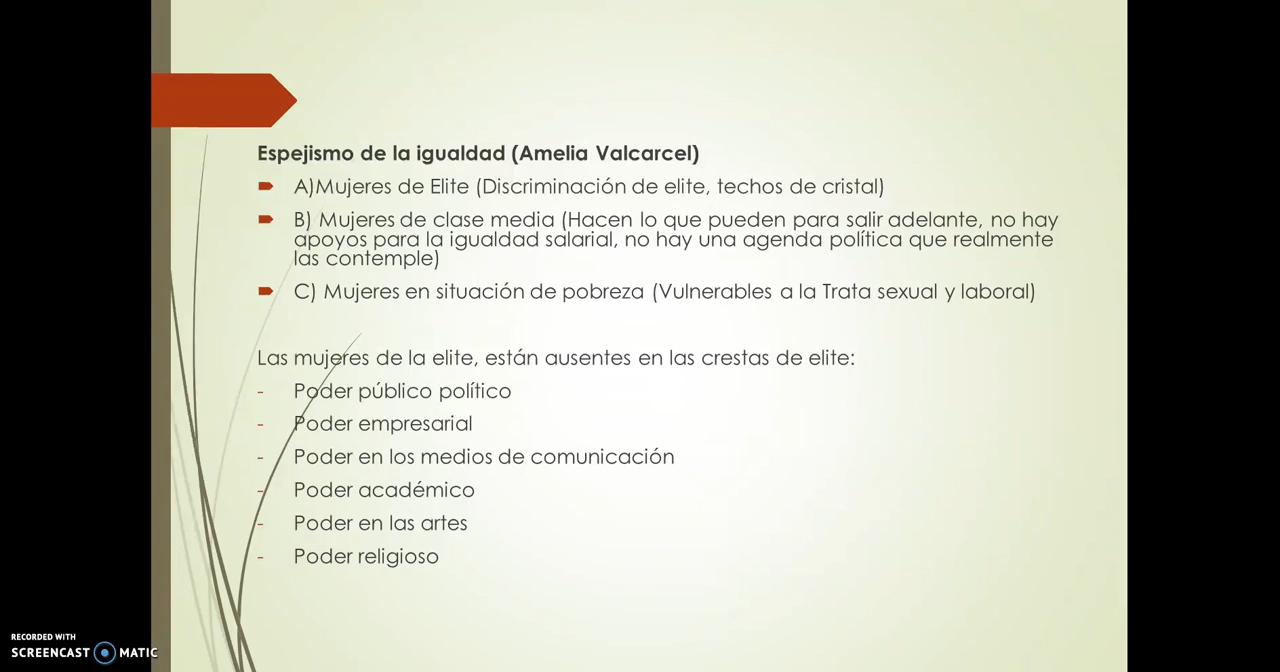 Espejismo de la igualdad (Amelia Valcarcel)
A)Mujeres de Elite (Discriminación de elite, techos de cristal)
B) Mujeres de clase media (Hacen lo que pueden para salir adelante, no hay
apoyos para la igualdad salarial, no hay una agenda política que realmente
las contemple)
C) Mujeres en situación de pobreza (Vulnerables a la Trata sexual y laboral)
Las mujeres de la elite, están ausentes en las crestas de elite:
- Poder público político
- Poder empresarial
- Poder en los medios de comunicación
- Poder académico
- Poder en las artes
- Poder religioso
RECORDED WITH
SCREENCAST MATIC